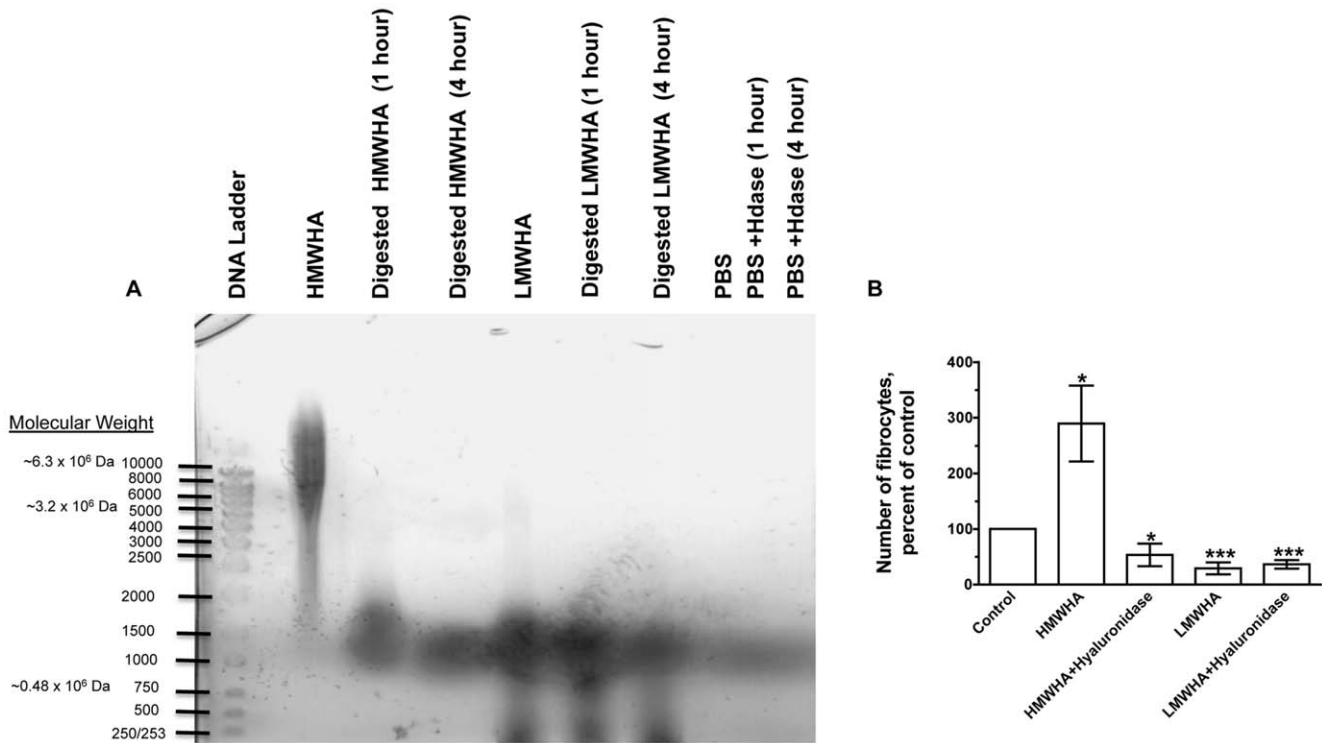 DNA Ladder
HMWHA
Digested HMWHA (1 hour)
Digested HMWHA (4 hour)
LMWHA
Digested LMWHA (1 hour)
Digested LMWHA (4 hour)
PBS
PBS +Hdase (1 hour)
PBS +Hdase (4 hour)
A
Molecular Weight
~6.3 x 10⁶ Da
~3.2 x 10⁶ Da
~0.48 x 10⁶ Da
10000
8000
6000
5000
4000
3000
2500
2000
1500
1000
750
500
250/253
B
Number of fibrocytes,
percent of control
400
300
200
100
0
*
*
***
***
Control
HMWHA
HMWHA+Hyaluronidase
LMWHA
LMWHA+Hyaluronidase